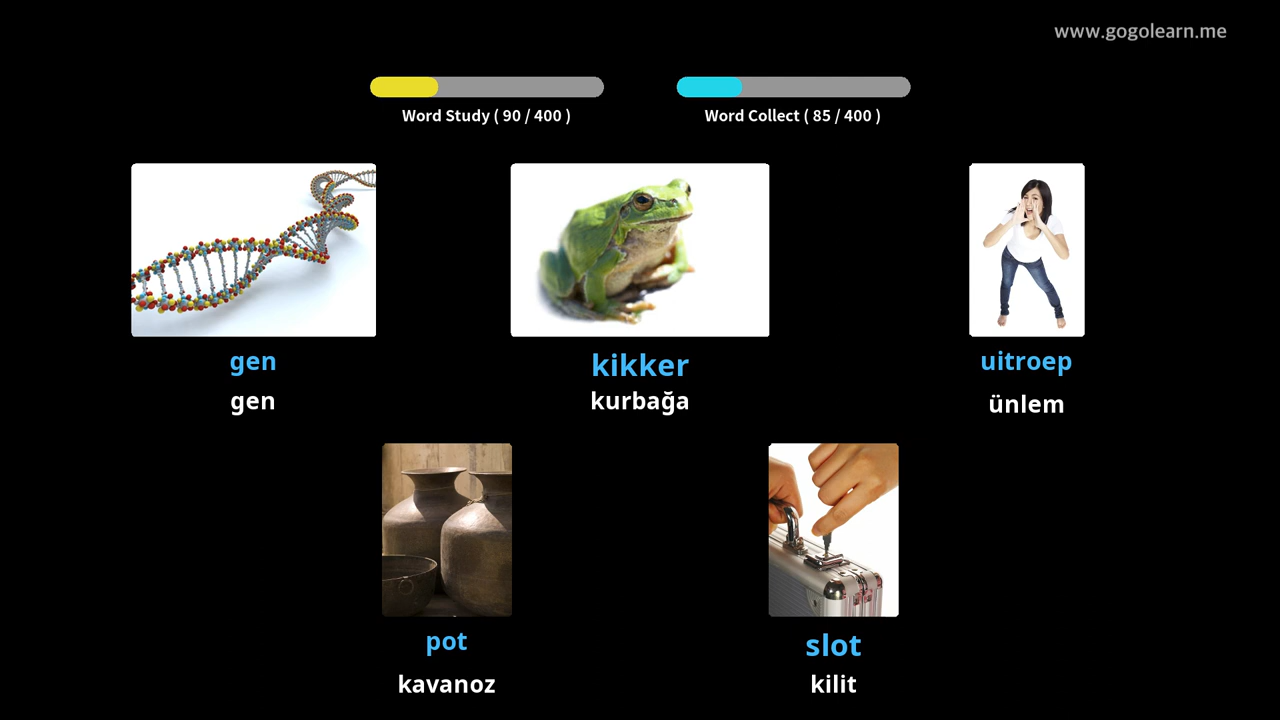 www.gogolearn.me
Word Study ( 90 / 400 )
Word Collect ( 85 / 400 )
gen
gen
kikker
kurbağa
uitroep
ünlem
pot
kavanoz
slot
kilit